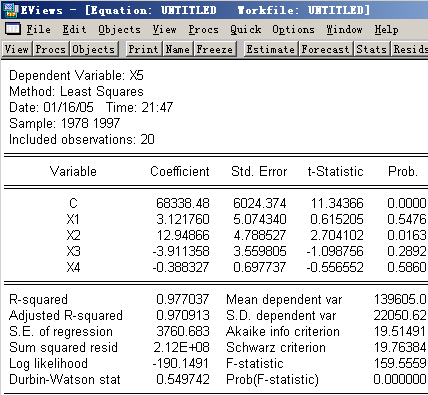 EViews - [Equation: UNTITLED Workfile: UNTITLED]
File Edit Objects View Procs Quick Options Window Help
View Procs Objects Print Name Freeze Estimate Forecast Stats Resids
Dependent Variable: X5
Method: Least Squares
Date: 01/16/05 Time: 21:47
Sample: 1978 1997
Included observations: 20
Variable Coefficient Std. Error t-Statistic Prob.
C 68338.48 6024.374 11.34366 0.0000
X1 3.121760 5.074340 0.615205 0.5476
X2 12.94866 4.788527 2.704102 0.0163
X3 -3.911358 3.559805 -1.098756 0.2892
X4 -0.388327 0.697737 -0.556552 0.5860
R-squared 0.977037 Mean dependent var 139605.0
Adjusted R-squared 0.970913 S.D. dependent var 22050.62
S.E. of regression 3760.683 Akaike info criterion 19.51491
Sum squared resid 2.12E+08 Schwarz criterion 19.76384
Log likelihood -190.1491 F-statistic 159.5559
Durbin-Watson stat 0.549742 Prob(F-statistic) 0.000000